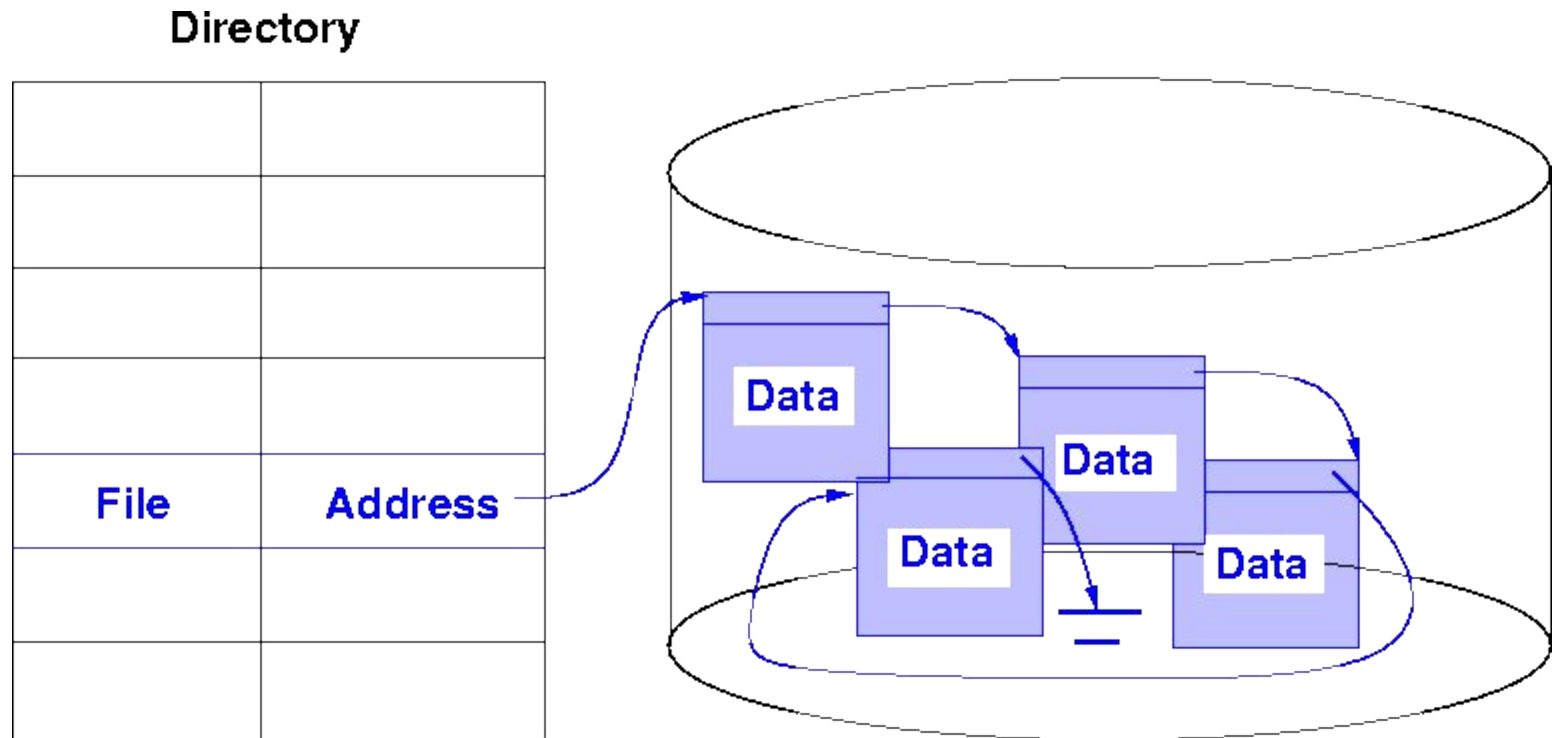 Directory
File
Address
Data
Data
Data
Data